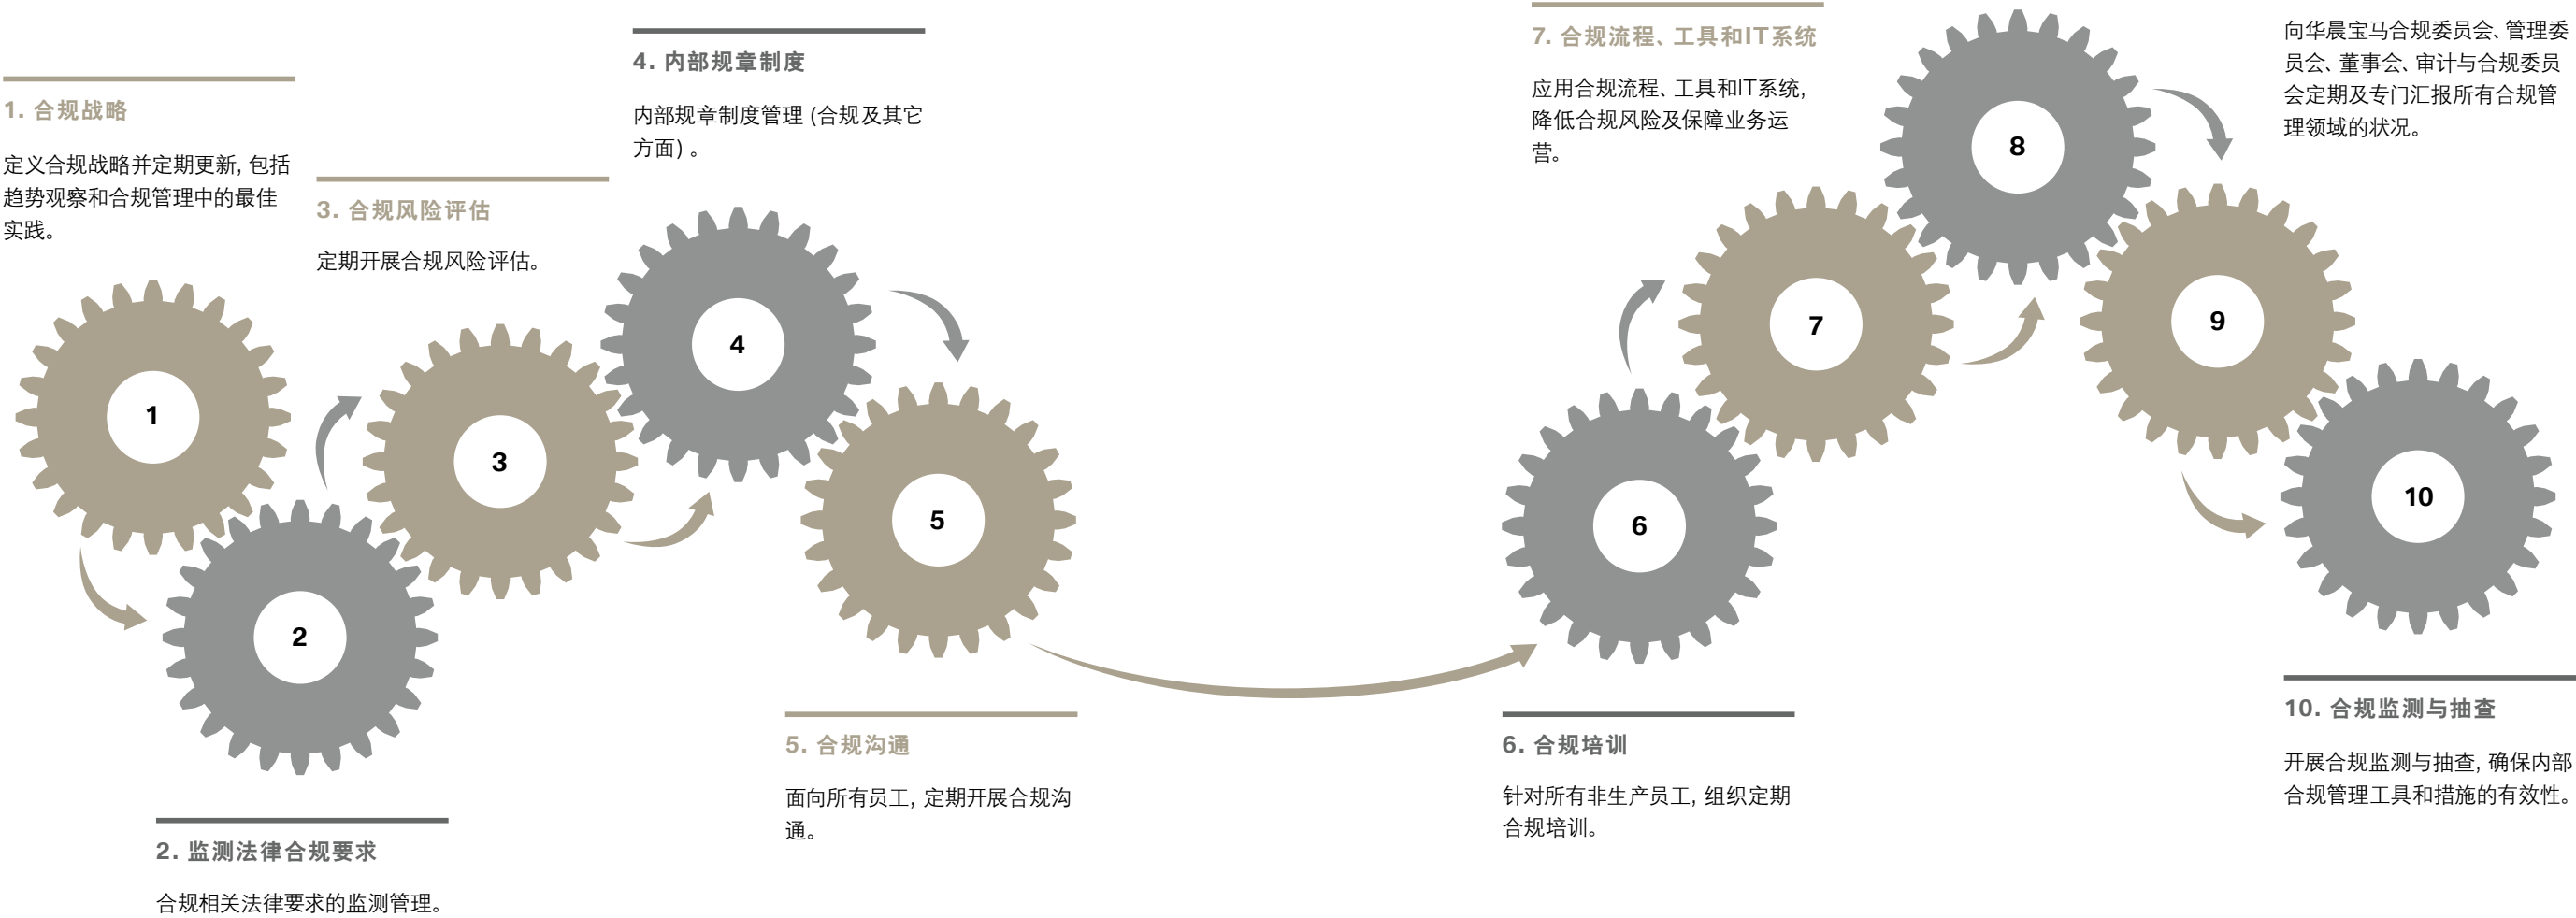 1. 合规战略
定义合规战略并定期更新, 包括
趋势观察和合规管理中的最佳
实践。
1
2
2. 监测法律合规要求
合规相关法律要求的监测管理。
3. 合规风险评估
定期开展合规风险评估。
3
4. 内部规章制度
内部规章制度管理 (合规及其它
方面) 。
4
5
5. 合规沟通
面向所有员工, 定期开展合规沟
通。
6
6. 合规培训
针对所有非生产员工, 组织定期
合规培训。
7. 合规流程、工具和IT系统
应用合规流程、工具和IT系统,
降低合规风险及保障业务运
营。
7
8
向华晨宝马合规委员会、管理委
员会、董事会、审计与合规委员
会定期及专门汇报所有合规管
理领域的状况。
9
10
10. 合规监测与抽查
开展合规监测与抽查, 确保内部
合规管理工具和措施的有效性。